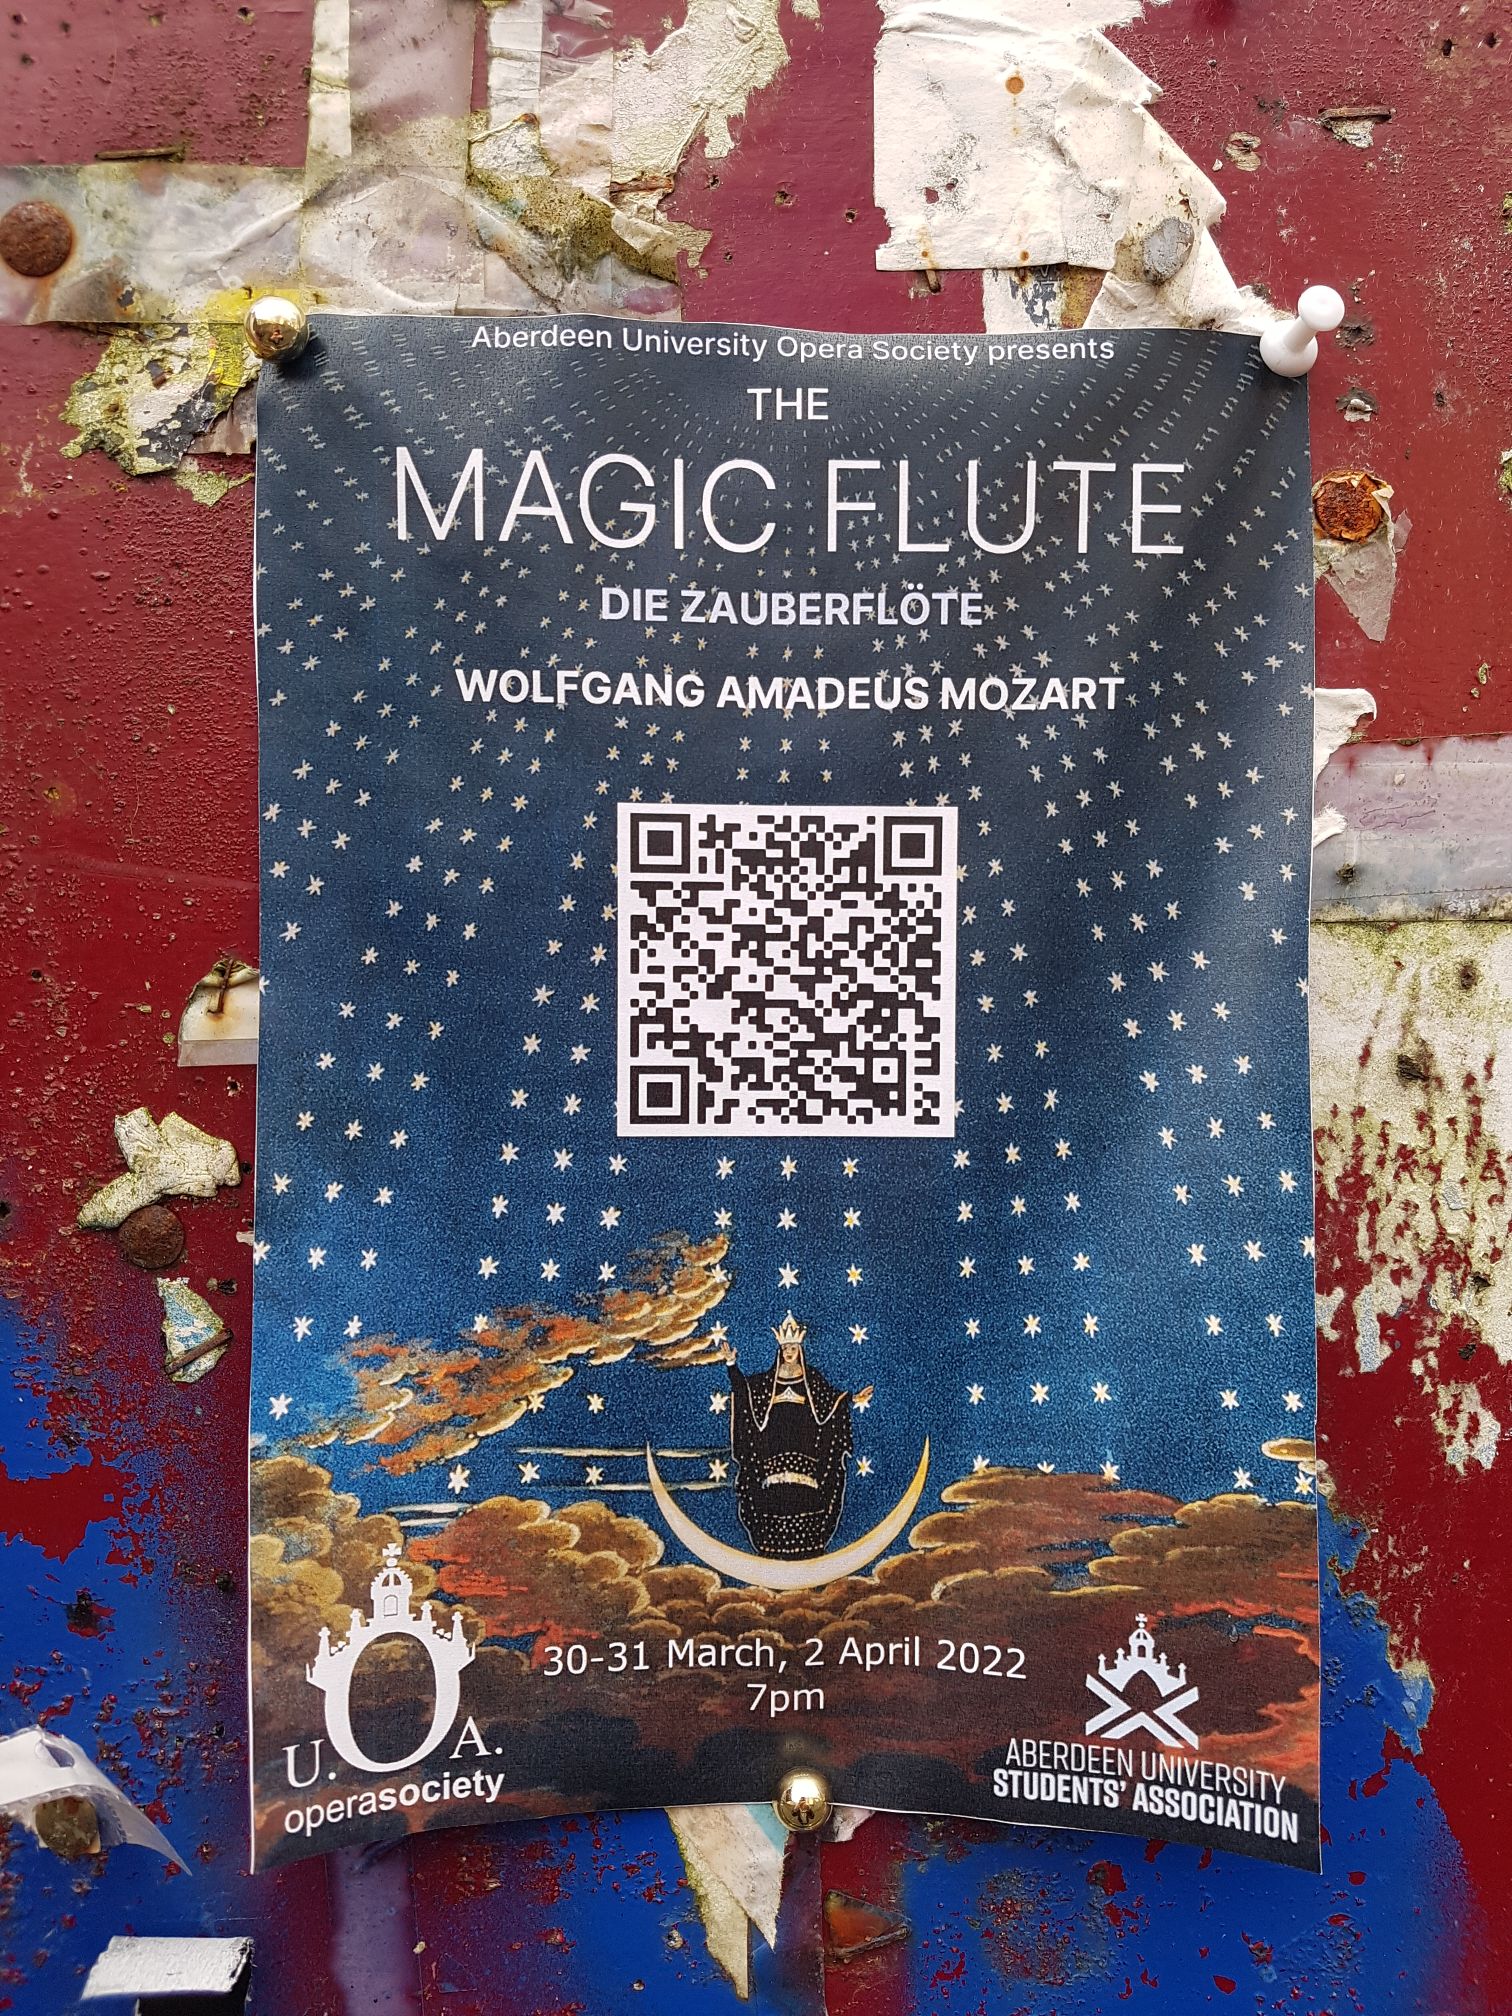 Aberdeen University Opera Society presents
THE
MAGIC FLUTE
DIE ZAUBERFLÖTE
WOLFGANG AMADEUS MOZART
30-31 March, 2 April 2022
7pm
U.O.A.
operasociety
ABERDEEN UNIVERSITY
STUDENTS' ASSOCIATION